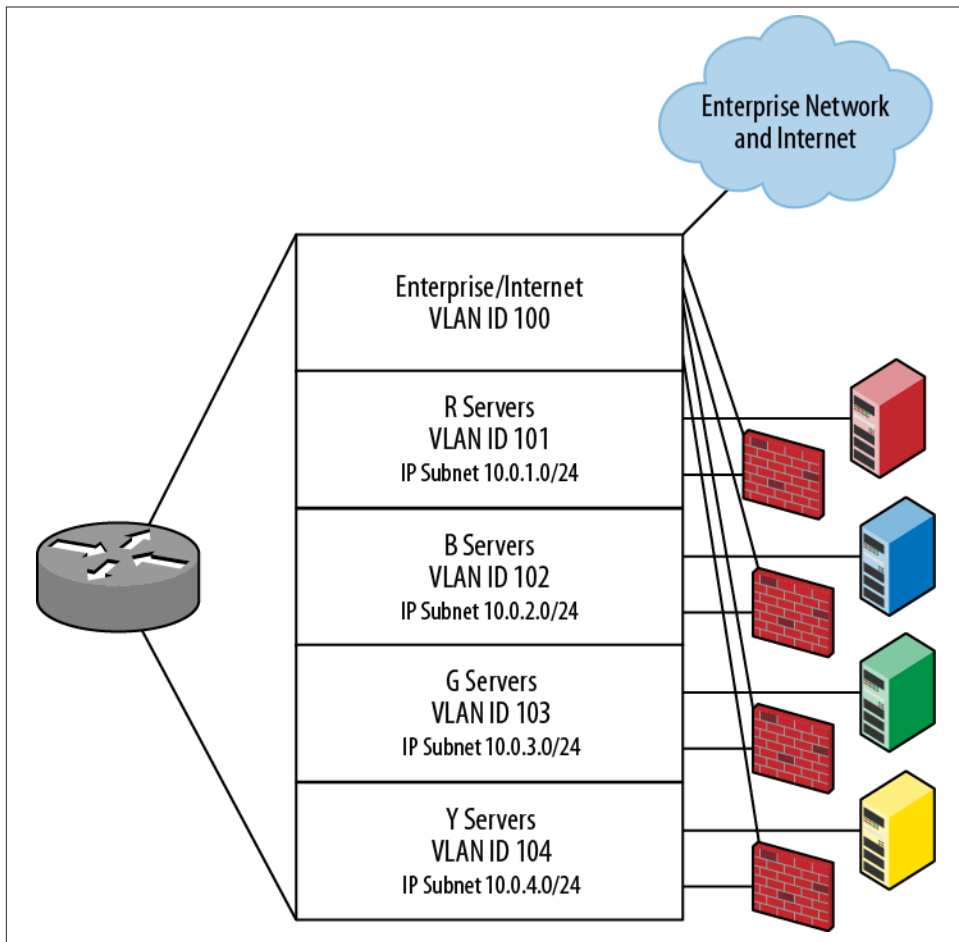 Enterprise Network
and Internet
Enterprise/Internet
VLAN ID 100
R Servers
VLAN ID 101
IP Subnet 10.0.1.0/24
B Servers
VLAN ID 102
IP Subnet 10.0.2.0/24
G Servers
VLAN ID 103
IP Subnet 10.0.3.0/24
Y Servers
VLAN ID 104
IP Subnet 10.0.4.0/24